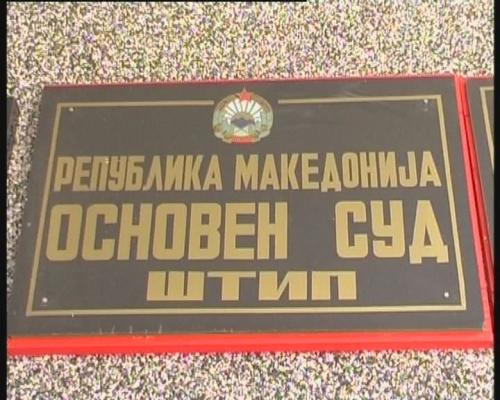 РЕПУБЛИКА МАКЕДОНИЈА
ОСНОВЕН СУД
ШТИП